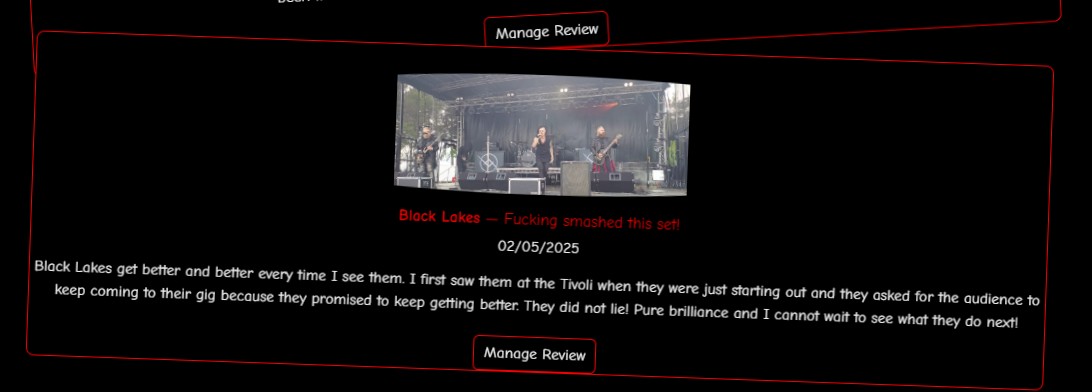 Manage Review
Black Lakes — Fucking smashed this set!
02/05/2025
Black Lakes get better and better every time I see them. I first saw them at the Tivoli when they were just starting out and they asked for the audience to
keep coming to their gig because they promised to keep getting better. They did not lie! Pure brilliance and I cannot wait to see what they do next!
Manage Review